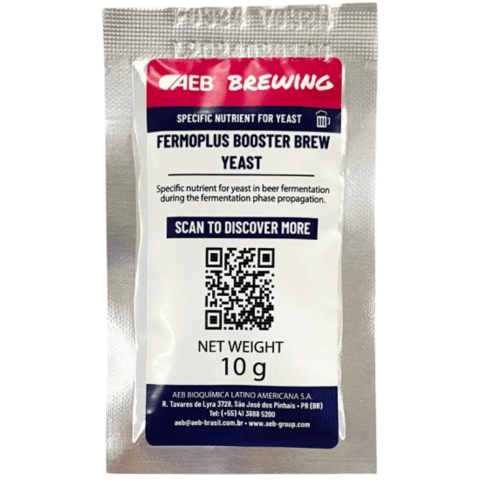 AEB BREWING
SPECIFIC NUTRIENT FOR YEAST
FERMOPLUS BOOSTER BREW
YEAST
Specific nutrient for yeast in beer fermentation
during the fermentation phase propagation.
SCAN TO DISCOVER MORE
NET WEIGHT
10 g
AEB BIOQUÍMICA LATINO AMERICANA S.A.
R. Tavares de Lyra 3728, São José dos Pinhais • PR (BR)
Tel: (+55) 41 3888 5200
aeb@aeb-brasil.com.br • www.aeb-group.com